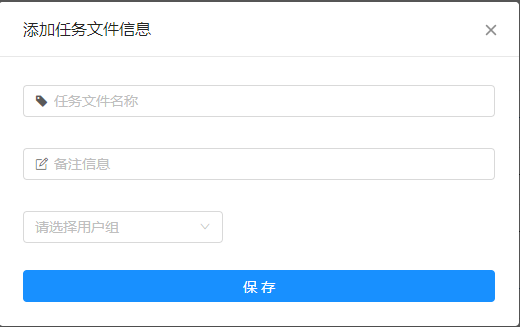 添加任务文件信息
任务文件名称
备注信息
请选择用户组
保存